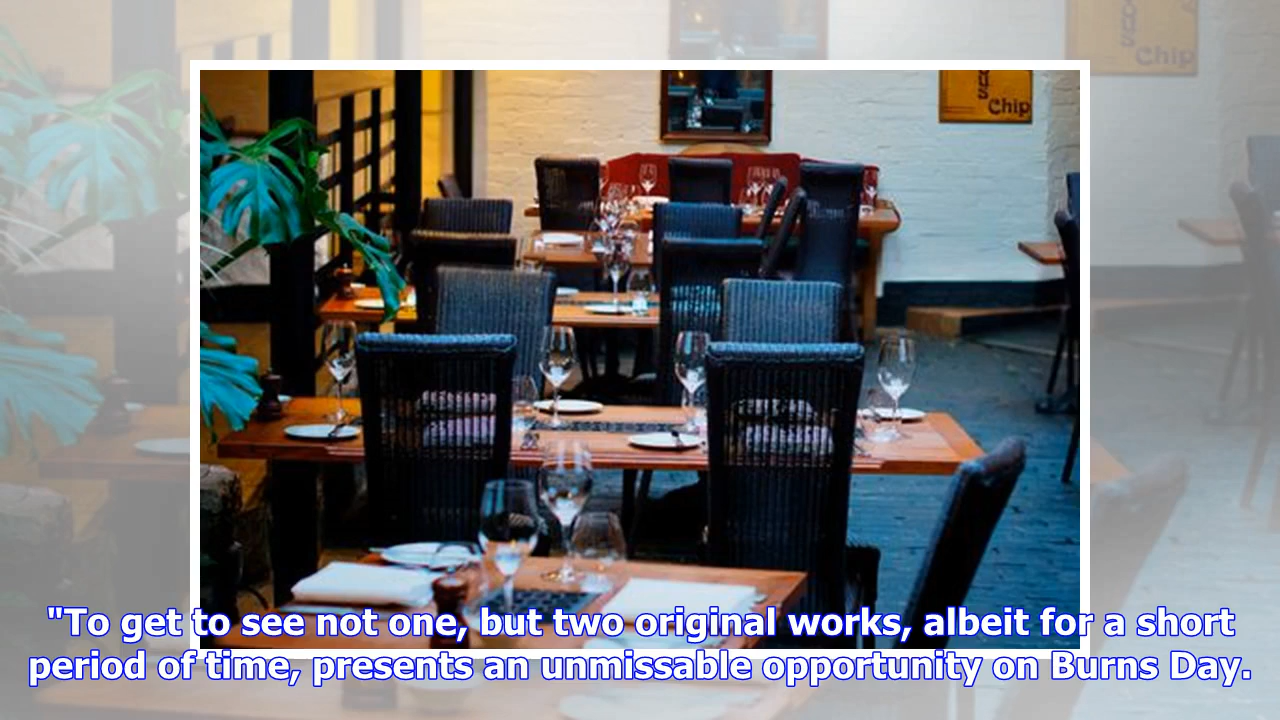 Chip
"To get to see not one, but two original works, albeit for a short
period of time, presents an unmissable opportunity on Burns Day.